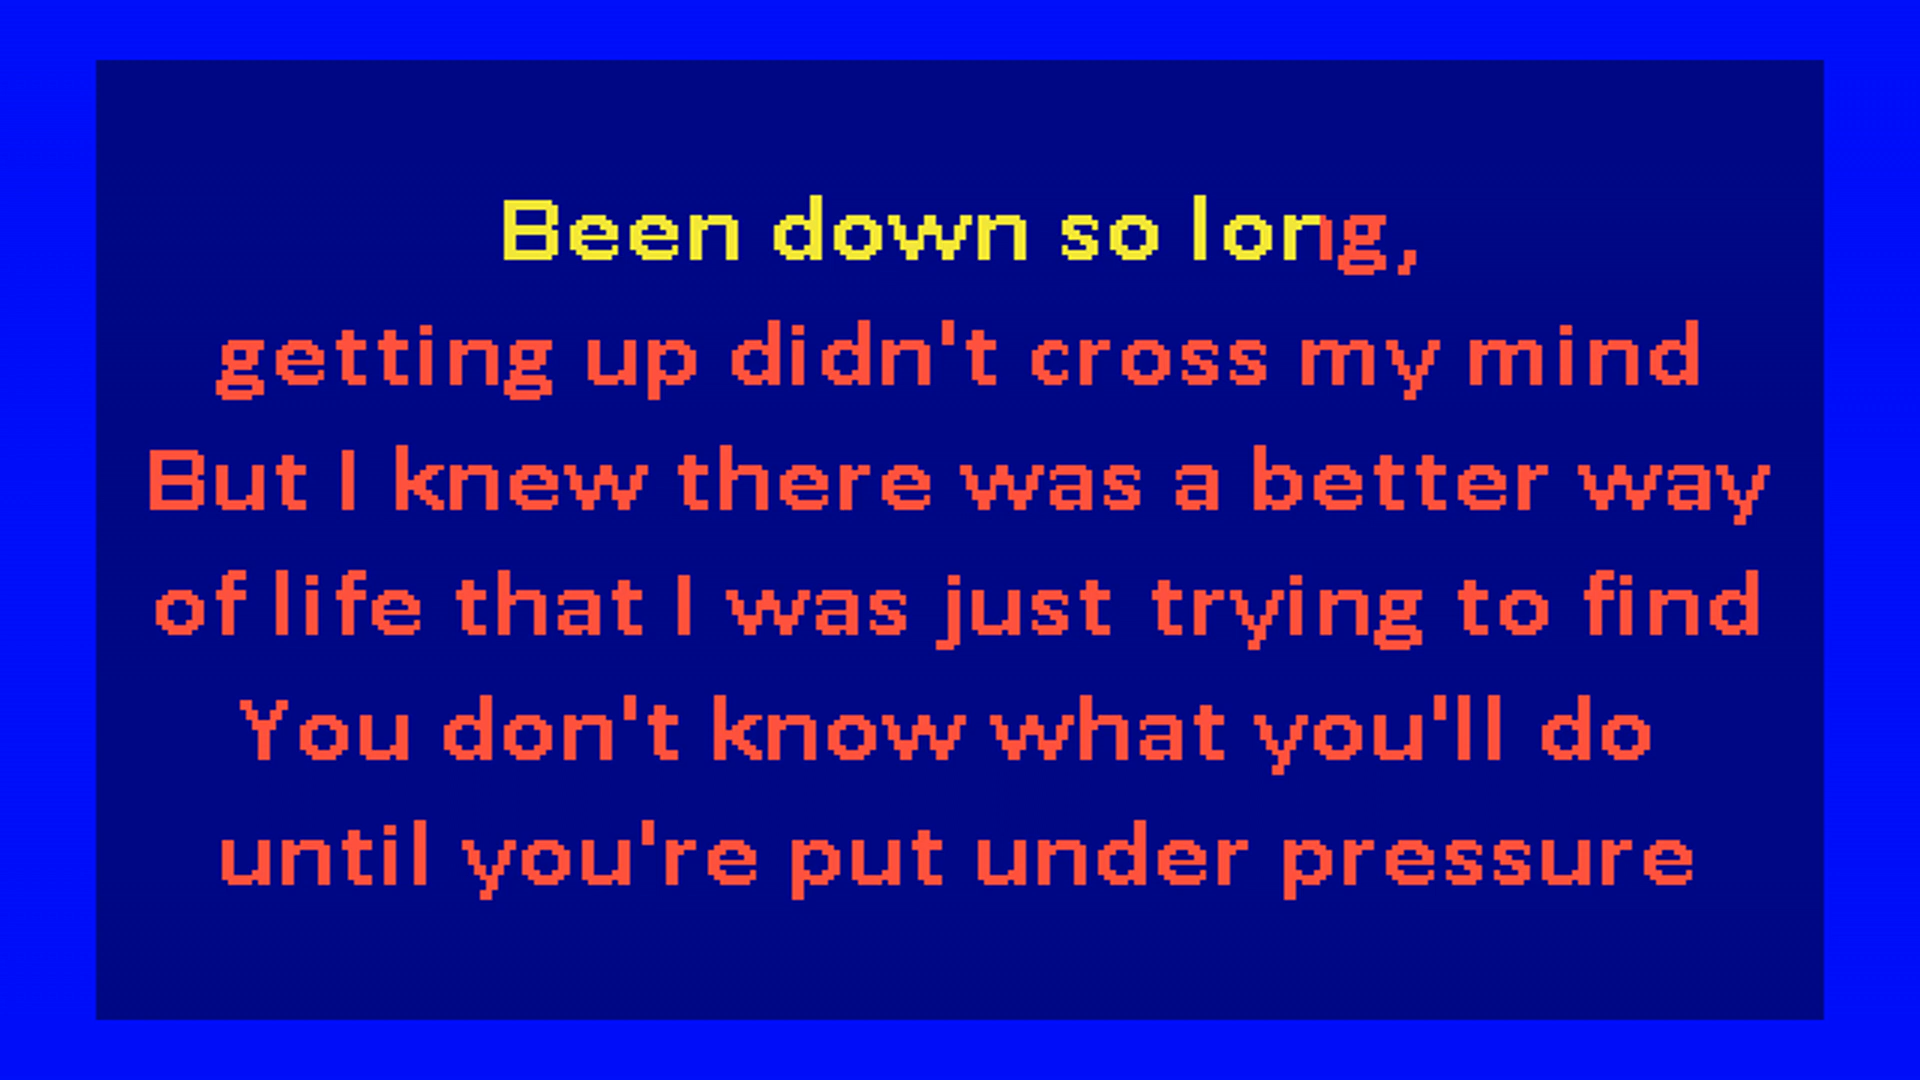 Been down so long,
getting up didn't cross my mind
But I knew there was a better way
of life that I was just trying to find
You don't know what you'll do
until you're put under pressure